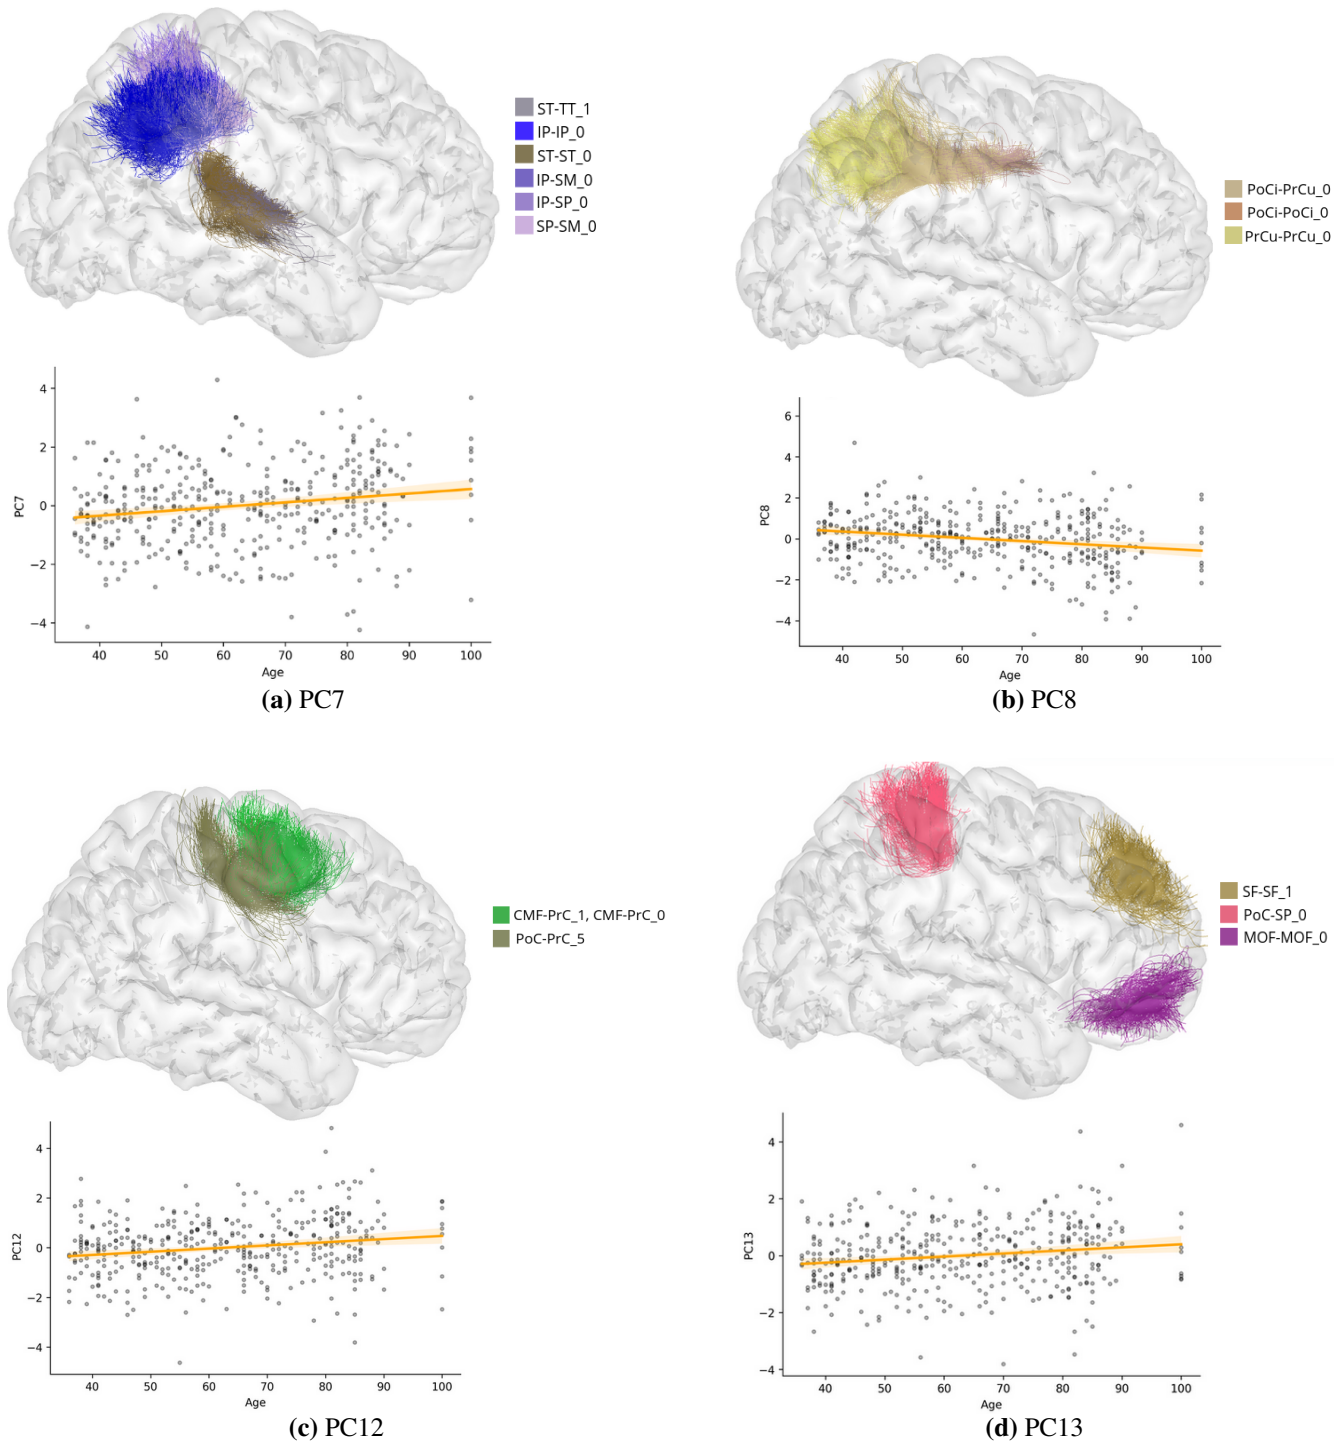 ST-TT_1
IP-IP_0
ST-ST_0
IP-SM_0
IP-SP_0
SP-SM_0
PoCi-PrCu_0
PoCi-PoCi_0
PrCu-PrCu_0
4
2
0
−2
−4
PC7
40 50 60 70 80 90 100
Age
(a) PC7
6
4
2
0
−2
−4
PC8
40 50 60 70 80 90 100
Age
(b) PC8
CMF-PrC_1, CMF-PrC_0
PoC-PrC_5
SF-SF_1
PoC-SP_0
MOF-MOF_0
4
2
0
−2
−4
PC12
40 50 60 70 80 90 100
Age
(c) PC12
4
2
0
−2
−4
PC13
40 50 60 70 80 90 100
Age
(d) PC13